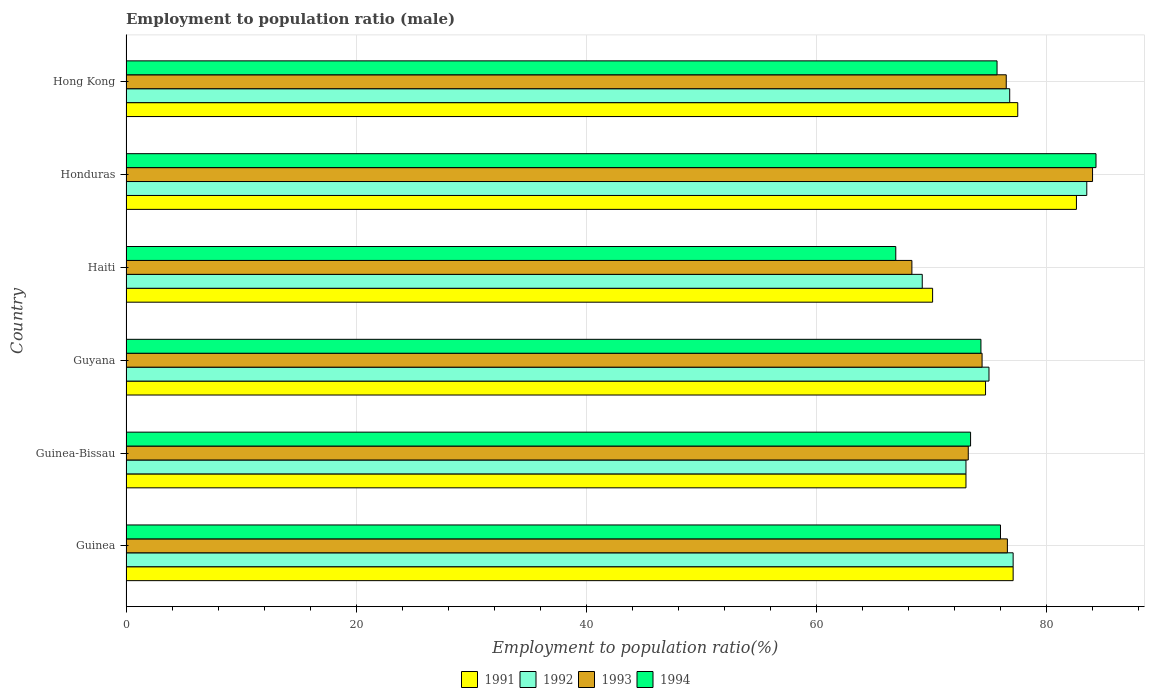 Employment to population ratio (male)
Hong Kong
Honduras
Haiti
Guyana
Guinea-Bissau
Guinea
Country
0
20
40
60
80
Employment to population ratio(%)
1991
1992
1993
1994